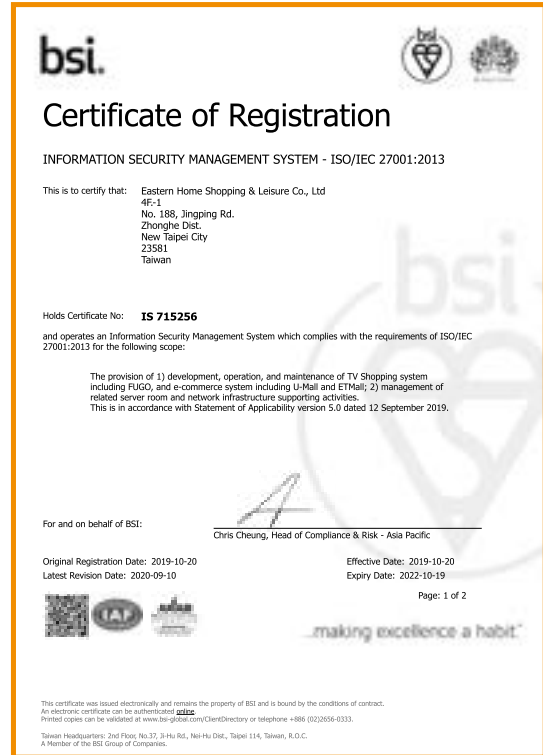 bsi.
Certificate of Registration
INFORMATION SECURITY MANAGEMENT SYSTEM - ISO/IEC 27001:2013
This is to certify that: Eastern Home Shopping & Leisure Co., Ltd
4F.-1
No. 188, Jingping Rd.
Zhonghe Dist.
New Taipei City
23581
Taiwan
Holds Certificate No: IS 715256
and operates an Information Security Management System which complies with the requirements of ISO/IEC
27001:2013 for the following scope:
The provision of 1) development, operation, and maintenance of TV Shopping system
including FUGO, and e-commerce system including U-Mall and ETMall; 2) management of
related server room and network infrastructure supporting activities.
This is in accordance with Statement of Applicability version 5.0 dated 12 September 2019.
For and on behalf of BSI:
Chris Cheung, Head of Compliance & Risk - Asia Pacific
Original Registration Date: 2019-10-20 Effective Date: 2019-10-20
Latest Revision Date: 2020-09-10 Expiry Date: 2022-10-19
Page: 1 of 2
IAF
...making excellence a habit.™
This certificate was issued electronically and remains the property of BSI and is bound by the conditions of contract.
An electronic certificate can be authenticated online.
Printed copies can be validated at www.bsi-global.com/ClientDirectory or telephone +886 (02)2656-0333.
Taiwan Headquarters: 2nd Floor, No.37, Ji-Hu Rd., Nei-Hu Dist., Taipei 114, Taiwan, R.O.C.
A Member of the BSI Group of Companies.